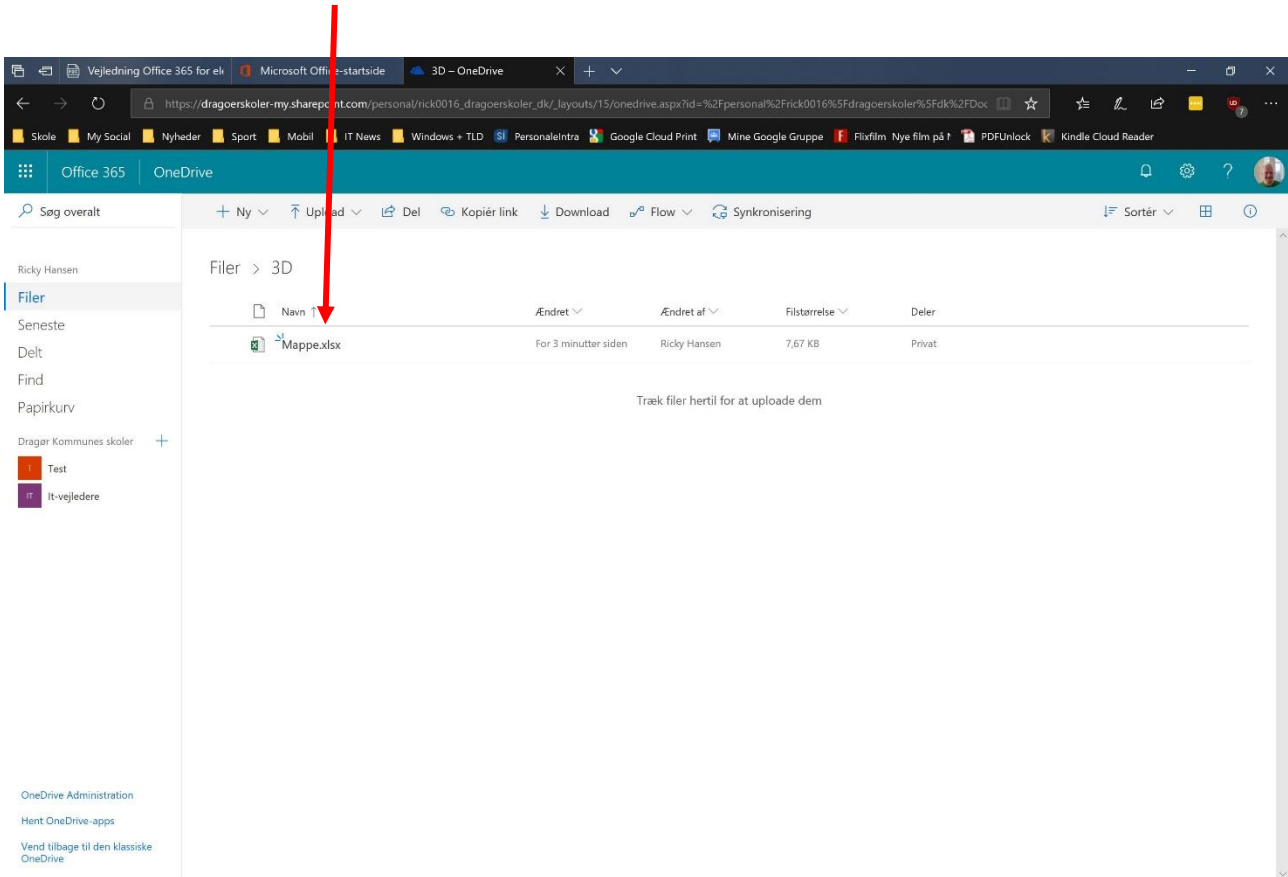 Vejledning Office 365 for ele
Microsoft Office-startside
3D – OneDrive
https://dragoerskoler-my.sharepoint.com/personal/rick0016_dragoerskoler_dk/_layouts/15/onedrive.aspx?id=%2Fpersonal%2Frick0016%5Fdragoerskoler%5Fdk%2FDoc
Skole My Social Nyheder Sport Mobil IT News Windows + TLD SI PersonaleIntra Google Cloud Print Mine Google Gruppe F Flixfilm Nye film på PDFUnlock K Kindle Cloud Reader
Office 365 OneDrive
Søg overalt
Ny Upload Del Kopiér link Download Flow Synkronisering Sortér
Ricky Hansen
Filer > 3D
Filer
Seneste
Delt
Find
Papirkurv
Dragør Kommunes skoler
T Test
IT It-vejledere
Navn Ændret Ændret af Filstørrelse Deler
Mappe.xlsx For 3 minutter siden Ricky Hansen 7,67 KB Privat
Træk filer hertil for at uploade dem
OneDrive Administration
Hent OneDrive-apps
Vend tilbage til den klassiske
OneDrive